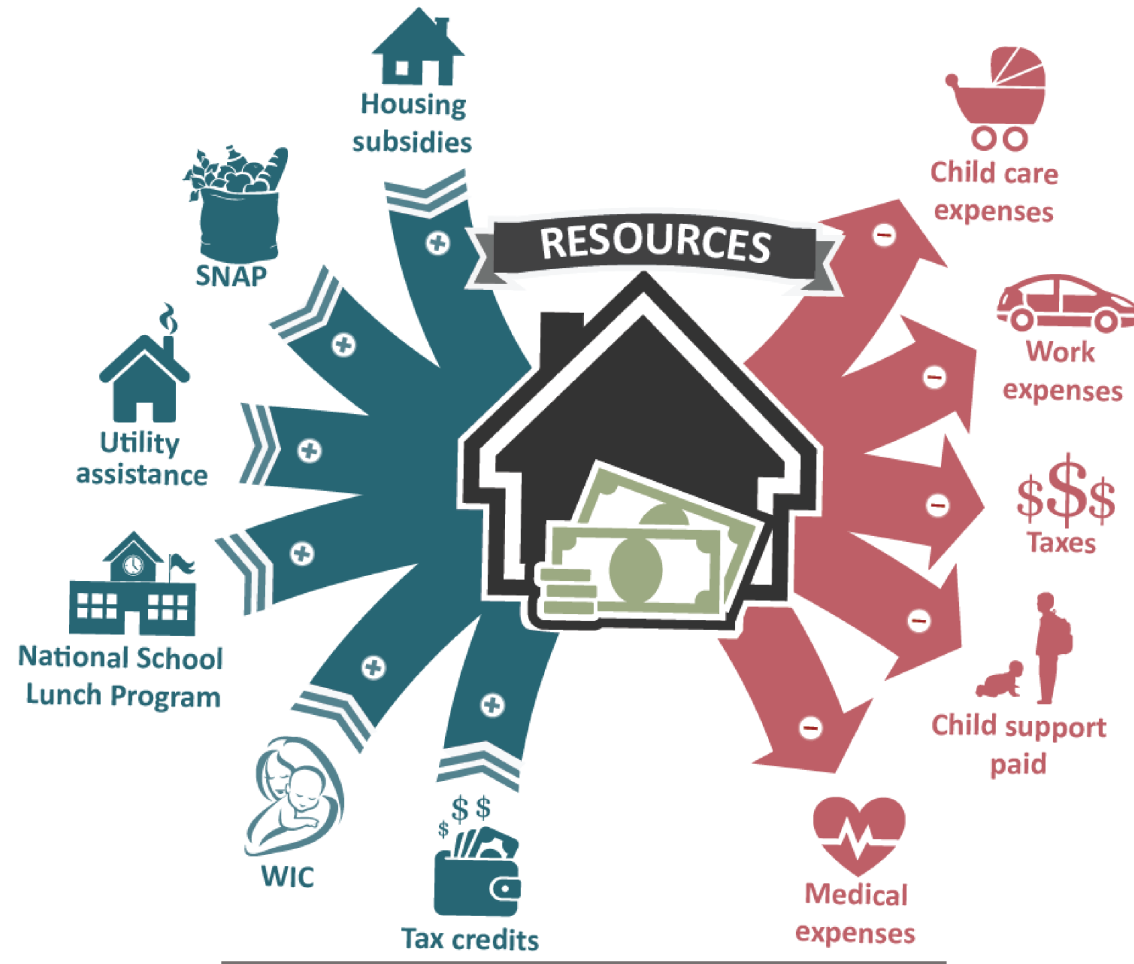 Housing
subsidies
SNAP
Utility
assistance
National School
Lunch Program
WIC
$ $ $
Tax credits
RESOURCES
Child care
expenses
Work
expenses
$$$
Taxes
Child support
paid
Medical
expenses